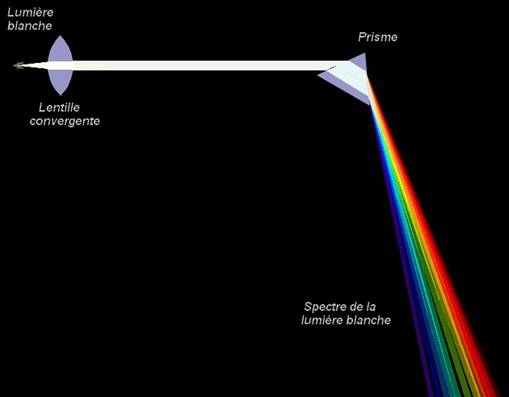 Lumière
blanche
Prisme
Lentille
convergente
Spectre de la
lumière blanche